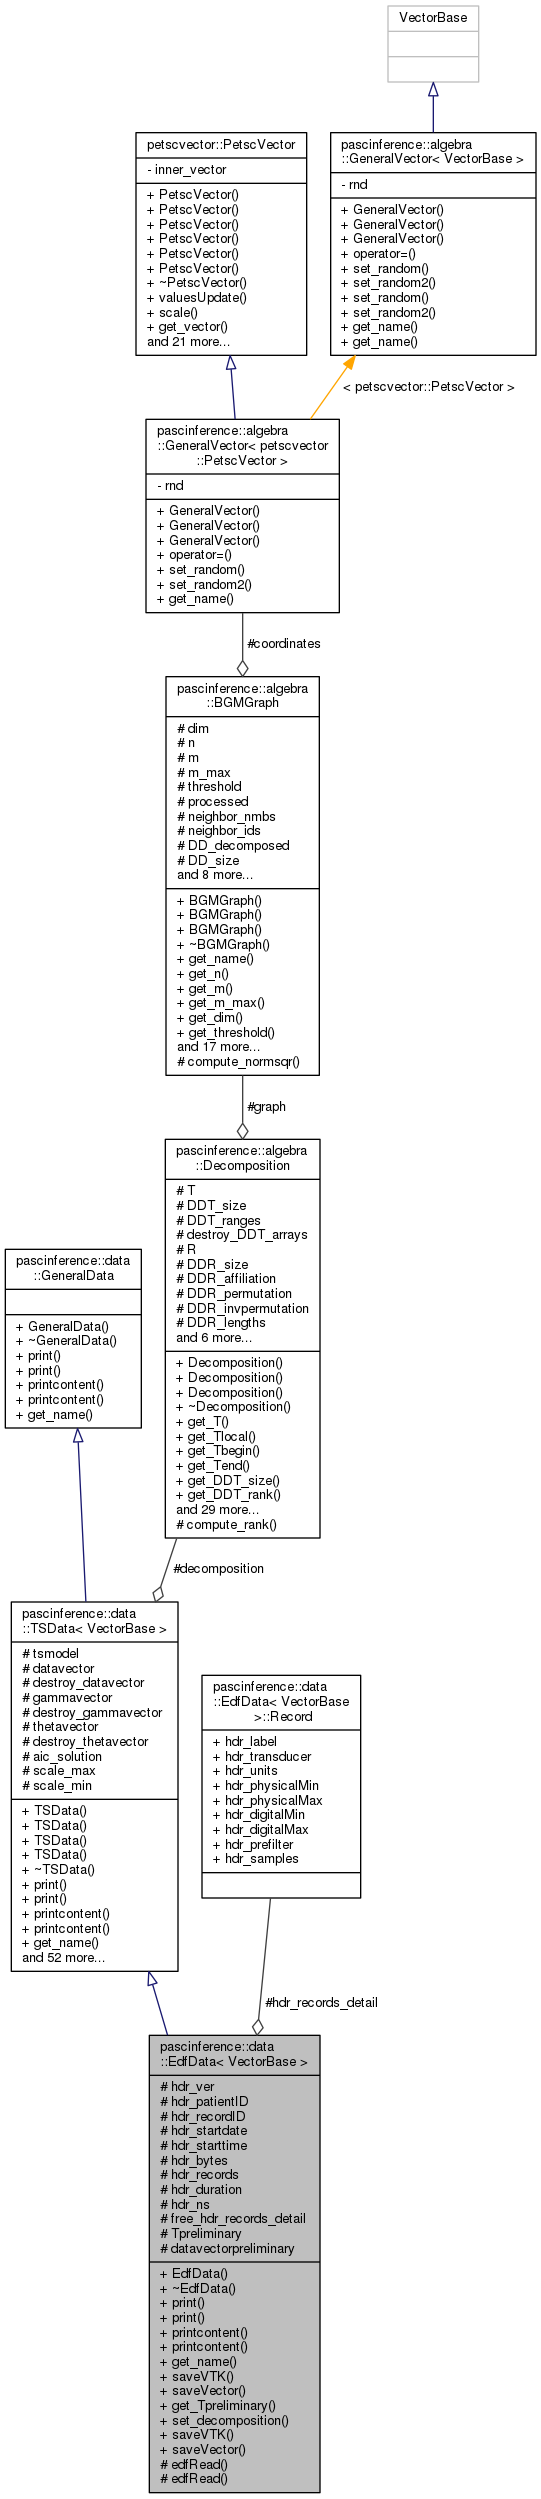 VectorBase
petscvector::PetscVector
- inner_vector
+ PetscVector()
+ PetscVector()
+ PetscVector()
+ PetscVector()
+ PetscVector()
+ PetscVector()
+ ~PetscVector()
+ valuesUpdate()
+ scale()
+ get_vector()
and 21 more...
pascinference::algebra
::GeneralVector< VectorBase >
- rnd
+ GeneralVector()
+ GeneralVector()
+ GeneralVector()
+ operator=()
+ set_random()
+ set_random2()
+ set_random()
+ set_random2()
+ get_name()
+ get_name()
< petscvector::PetscVector >
pascinference::algebra
::GeneralVector< petscvector
::PetscVector >
- rnd
+ GeneralVector()
+ GeneralVector()
+ GeneralVector()
+ operator=()
+ set_random()
+ set_random2()
+ get_name()
#coordinates
pascinference::algebra
::BGMGraph
# dim
# n
# m
# m_max
# threshold
# processed
# neighbor_nmbs
# neighbor_ids
# DD_decomposed
# DD_size
and 8 more...
+ BGMGraph()
+ BGMGraph()
+ BGMGraph()
+ ~BGMGraph()
+ get_name()
+ get_n()
+ get_m()
+ get_m_max()
+ get_dim()
+ get_threshold()
and 17 more...
# compute_normsqr()
#graph
pascinference::algebra
::Decomposition
# T
# DDT_size
# DDT_ranges
# destroy_DDT_arrays
# R
# DDR_size
# DDR_affiliation
# DDR_permutation
# DDR_invpermutation
# DDR_lengths
and 6 more...
+ Decomposition()
+ Decomposition()
+ Decomposition()
+ ~Decomposition()
+ get_T()
+ get_Tlocal()
+ get_Tbegin()
+ get_Tend()
+ get_DDT_size()
+ get_DDT_rank()
and 29 more...
# compute_rank()
pascinference::data
::GeneralData
+ GeneralData()
+ ~GeneralData()
+ print()
+ print()
+ printcontent()
+ printcontent()
+ get_name()
#decomposition
pascinference::data
::TSData< VectorBase >
# tsmodel
# datavector
# destroy_datavector
# gammavector
# destroy_gammavector
# thetavector
# destroy_thetavector
# aic_solution
# scale_max
# scale_min
+ TSData()
+ TSData()
+ TSData()
+ TSData()
+ ~TSData()
+ print()
+ print()
+ printcontent()
+ printcontent()
+ get_name()
and 52 more...
pascinference::data
::EdfData< VectorBase
>::Record
+ hdr_label
+ hdr_transducer
+ hdr_units
+ hdr_physicalMin
+ hdr_physicalMax
+ hdr_digitalMin
+ hdr_digitalMax
+ hdr_prefilter
+ hdr_samples
#hdr_records_detail
pascinference::data
::EdfData< VectorBase >
# hdr_ver
# hdr_patientID
# hdr_recordID
# hdr_startdate
# hdr_starttime
# hdr_bytes
# hdr_records
# hdr_duration
# hdr_ns
# free_hdr_records_detail
# Tpreliminary
# datavectorpreliminary
+ EdfData()
+ ~EdfData()
+ print()
+ print()
+ printcontent()
+ printcontent()
+ get_name()
+ saveVTK()
+ saveVector()
+ get_Tpreliminary()
+ set_decomposition()
+ saveVTK()
+ saveVector()
# edfRead()
# edfRead()